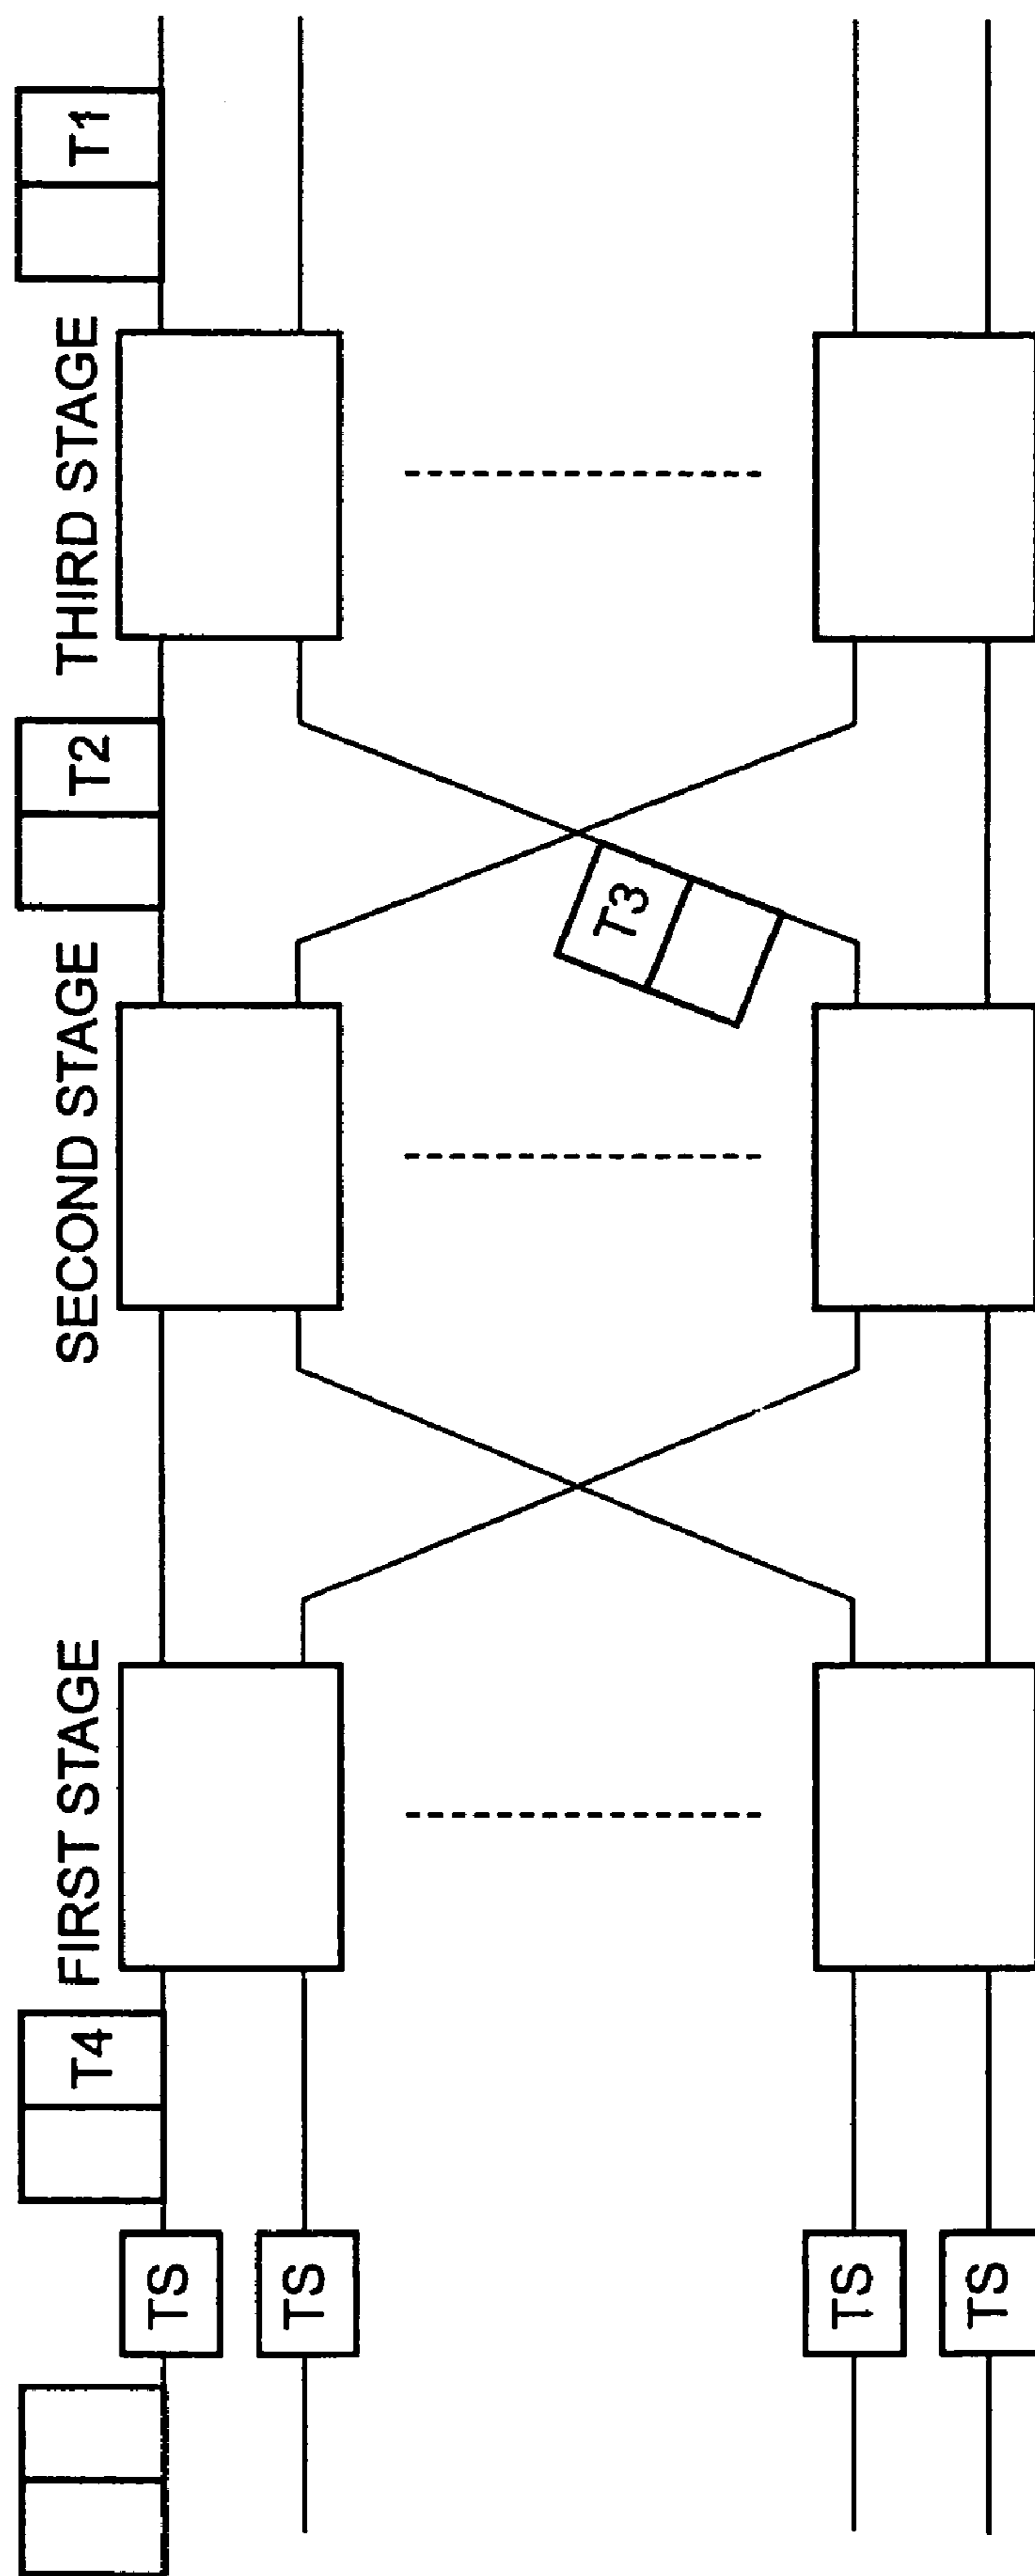 FIRST STAGE
SECOND STAGE
THIRD STAGE
T4
T2
T1
T3
TS
TS
TS
TS